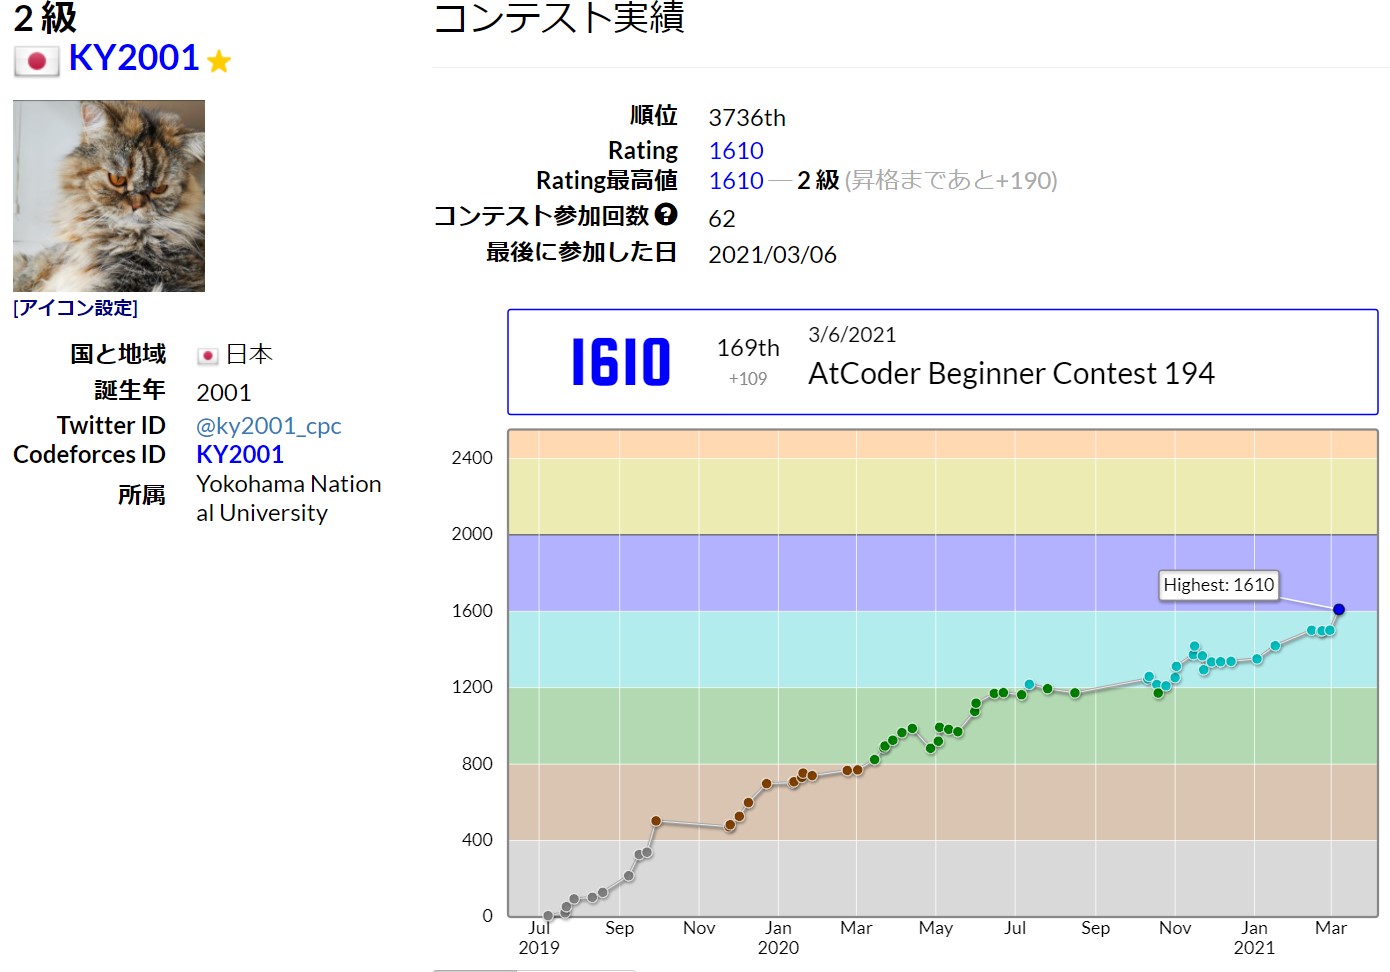 2 級
KY2001
[アイコン設定]
国と地域 日本
誕生年 2001
Twitter ID @ky2001_cpc
Codeforces ID KY2001
所属 Yokohama Nation
al University
コンテスト実績
順位 3736th
Rating 1610
Rating最高値 1610 ― 2 級 (昇格まであと+190)
コンテスト参加回数 ? 62
最後に参加した日 2021/03/06
1610
169th
+109
3/6/2021
AtCoder Beginner Contest 194
2400
2000
1600
1200
800
400
0
Highest: 1610
Jul Sep Nov Jan Mar May Jul Sep Nov Jan Mar
2019 2020 2021